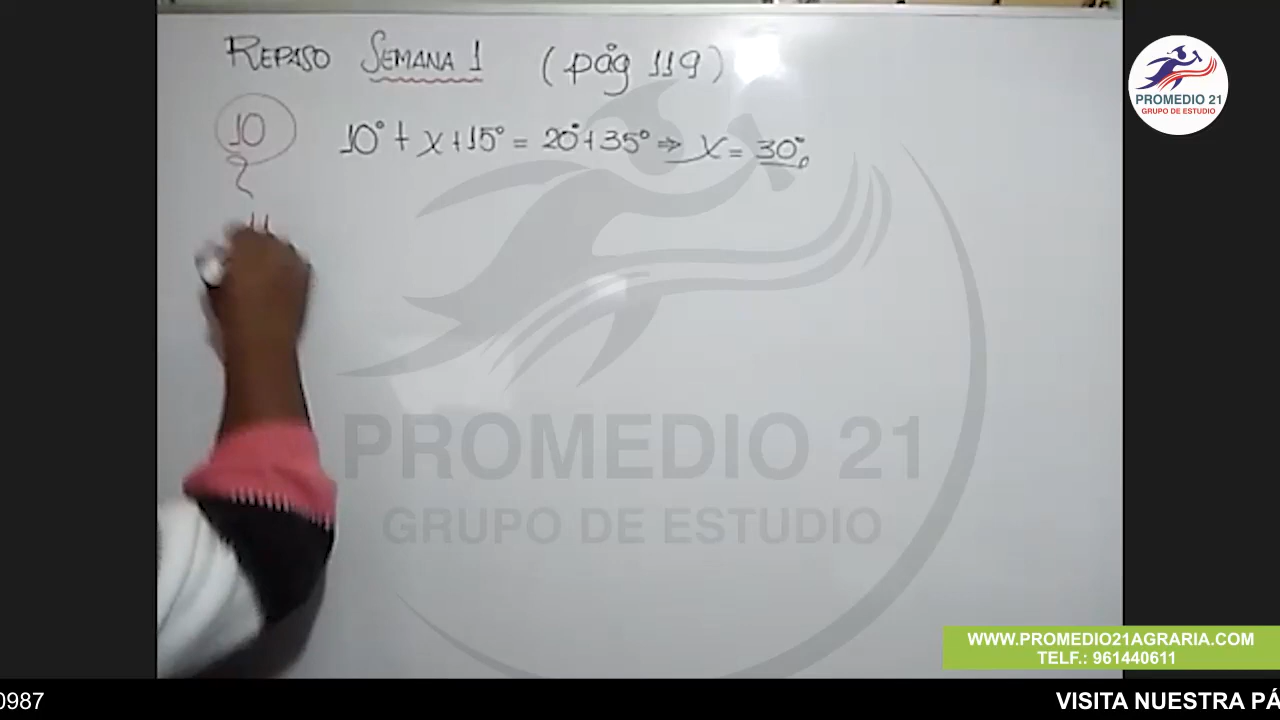 REPASO SEMANA 1 (pág 119)
10
10° + x + 15° = 20° + 35° ⇒ x = 30°
11
PROMEDIO 21
GRUPO DE ESTUDIO
PROMEDIO 21
GRUPO DE ESTUDIO
WWW.PROMEDIO21AGRARIA.COM
TELF.: 961440611
0987
VISITA NUESTRA PÁ